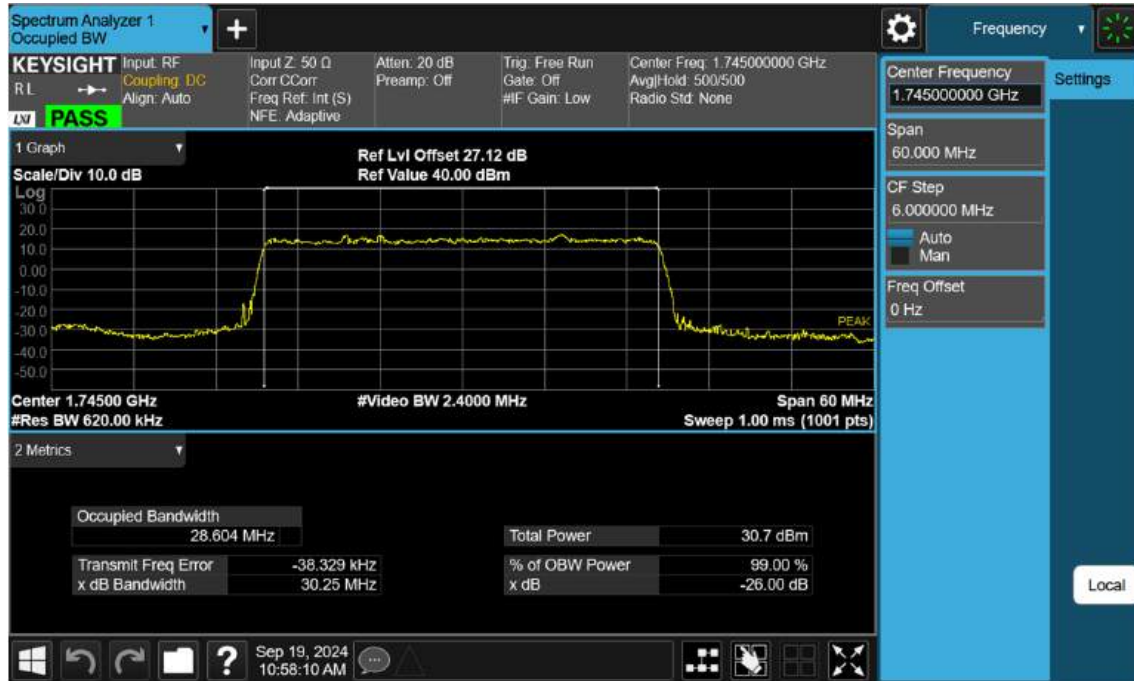 Spectrum Analyzer 1
Occupied BW
+
Frequency
KEYSIGHT
R L
LXI
PASS
Input: RF
Coupling: DC
Align: Auto
Input Z: 50 Ω
Corr CCorr
Freq Ref: Int (S)
NFE: Adaptive
Atten: 20 dB
Preamp: Off
Trig: Free Run
Gate: Off
#IF Gain: Low
Center Freq: 1.745000000 GHz
Avg|Hold: 500/500
Radio Std: None
Center Frequency
1.745000000 GHz
Settings
Span
60.000 MHz
CF Step
6.000000 MHz
Auto
Man
Freq Offset
0 Hz
Local
1 Graph
Scale/Div 10.0 dB
Ref Lvl Offset 27.12 dB
Ref Value 40.00 dBm
Log
30.0
20.0
10.0
0.00
-10.0
-20.0
-30.0
-40.0
-50.0
PEAK
Center 1.74500 GHz
#Video BW 2.4000 MHz
Span 60 MHz
#Res BW 620.00 kHz
Sweep 1.00 ms (1001 pts)
2 Metrics
Occupied Bandwidth
28.604 MHz
Total Power 30.7 dBm
Transmit Freq Error -38.329 kHz
% of OBW Power 99.00 %
x dB Bandwidth 30.25 MHz
x dB -26.00 dB
?
Sep 19, 2024
10:58:10 AM